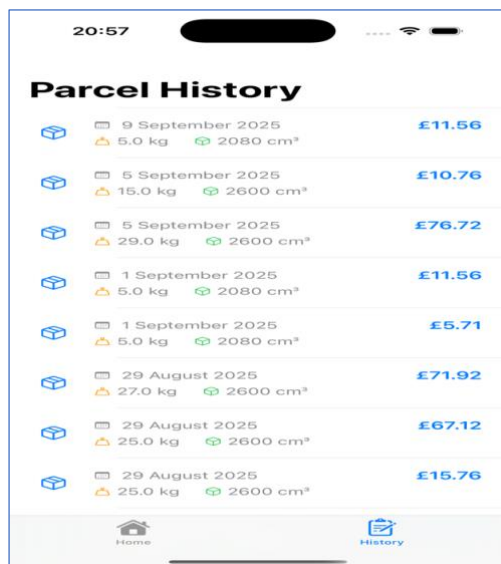 20:57
Parcel History
9 September 2025 £11.56
5.0 kg 2080 cm³
5 September 2025 £10.76
15.0 kg 2600 cm³
5 September 2025 £76.72
29.0 kg 2600 cm³
1 September 2025 £11.56
5.0 kg 2080 cm³
1 September 2025 £5.71
5.0 kg 2080 cm³
29 August 2025 £71.92
27.0 kg 2600 cm³
29 August 2025 £67.12
25.0 kg 2600 cm³
29 August 2025 £15.76
25.0 kg 2600 cm³
Home History